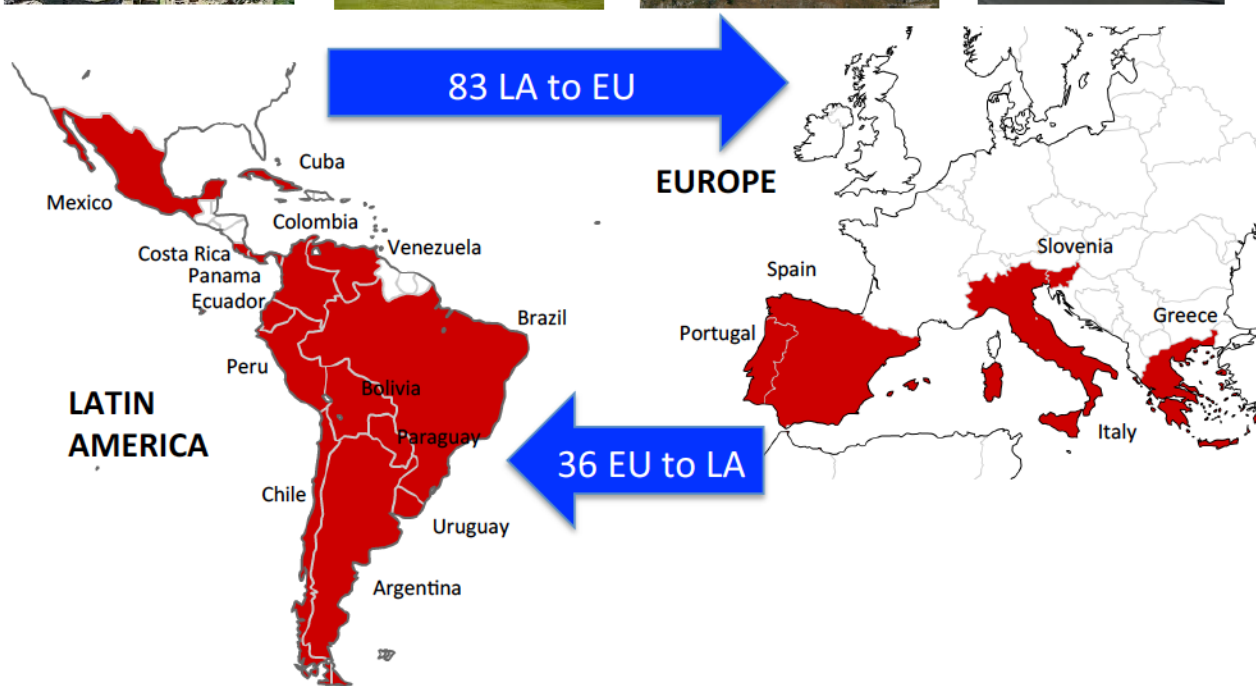 83 LA to EU
Cuba
EUROPE
Mexico
Colombia
Costa Rica
Venezuela
Panama
Ecuador
Brazil
Peru
Bolivia
LATIN
AMERICA
Paraguay
Chile
Uruguay
Argentina
Slovenia
Spain
Greece
Portugal
Italy
36 EU to LA